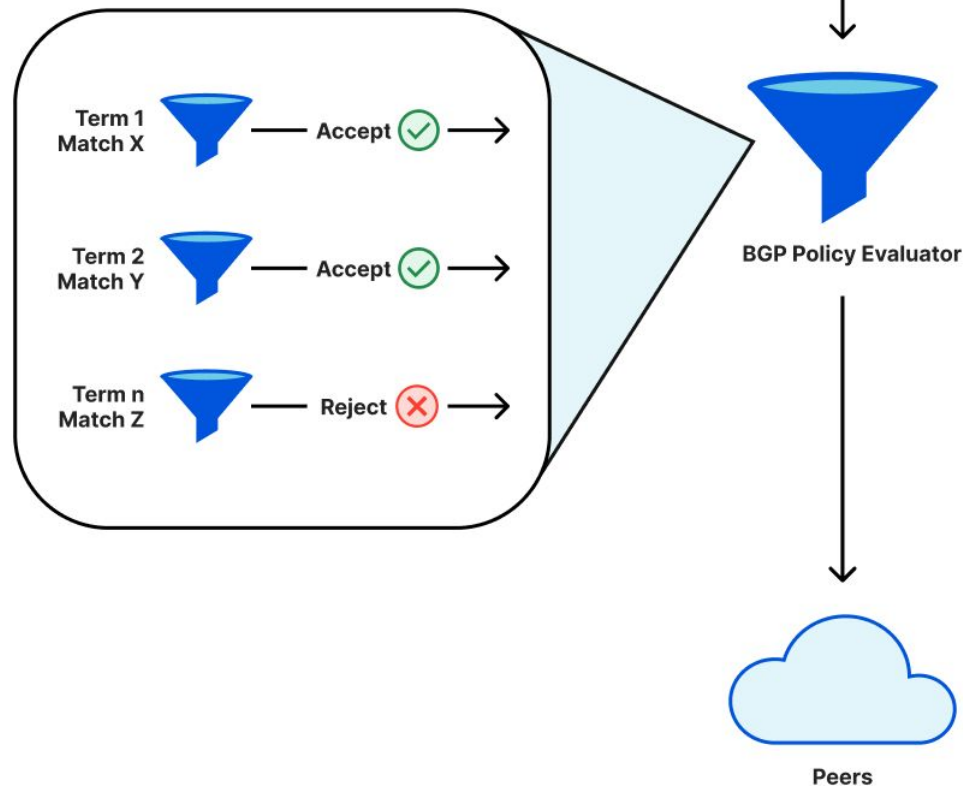 Term 1
Match X
Accept
Term 2
Match Y
Accept
Term n
Match Z
Reject
BGP Policy Evaluator
Peers